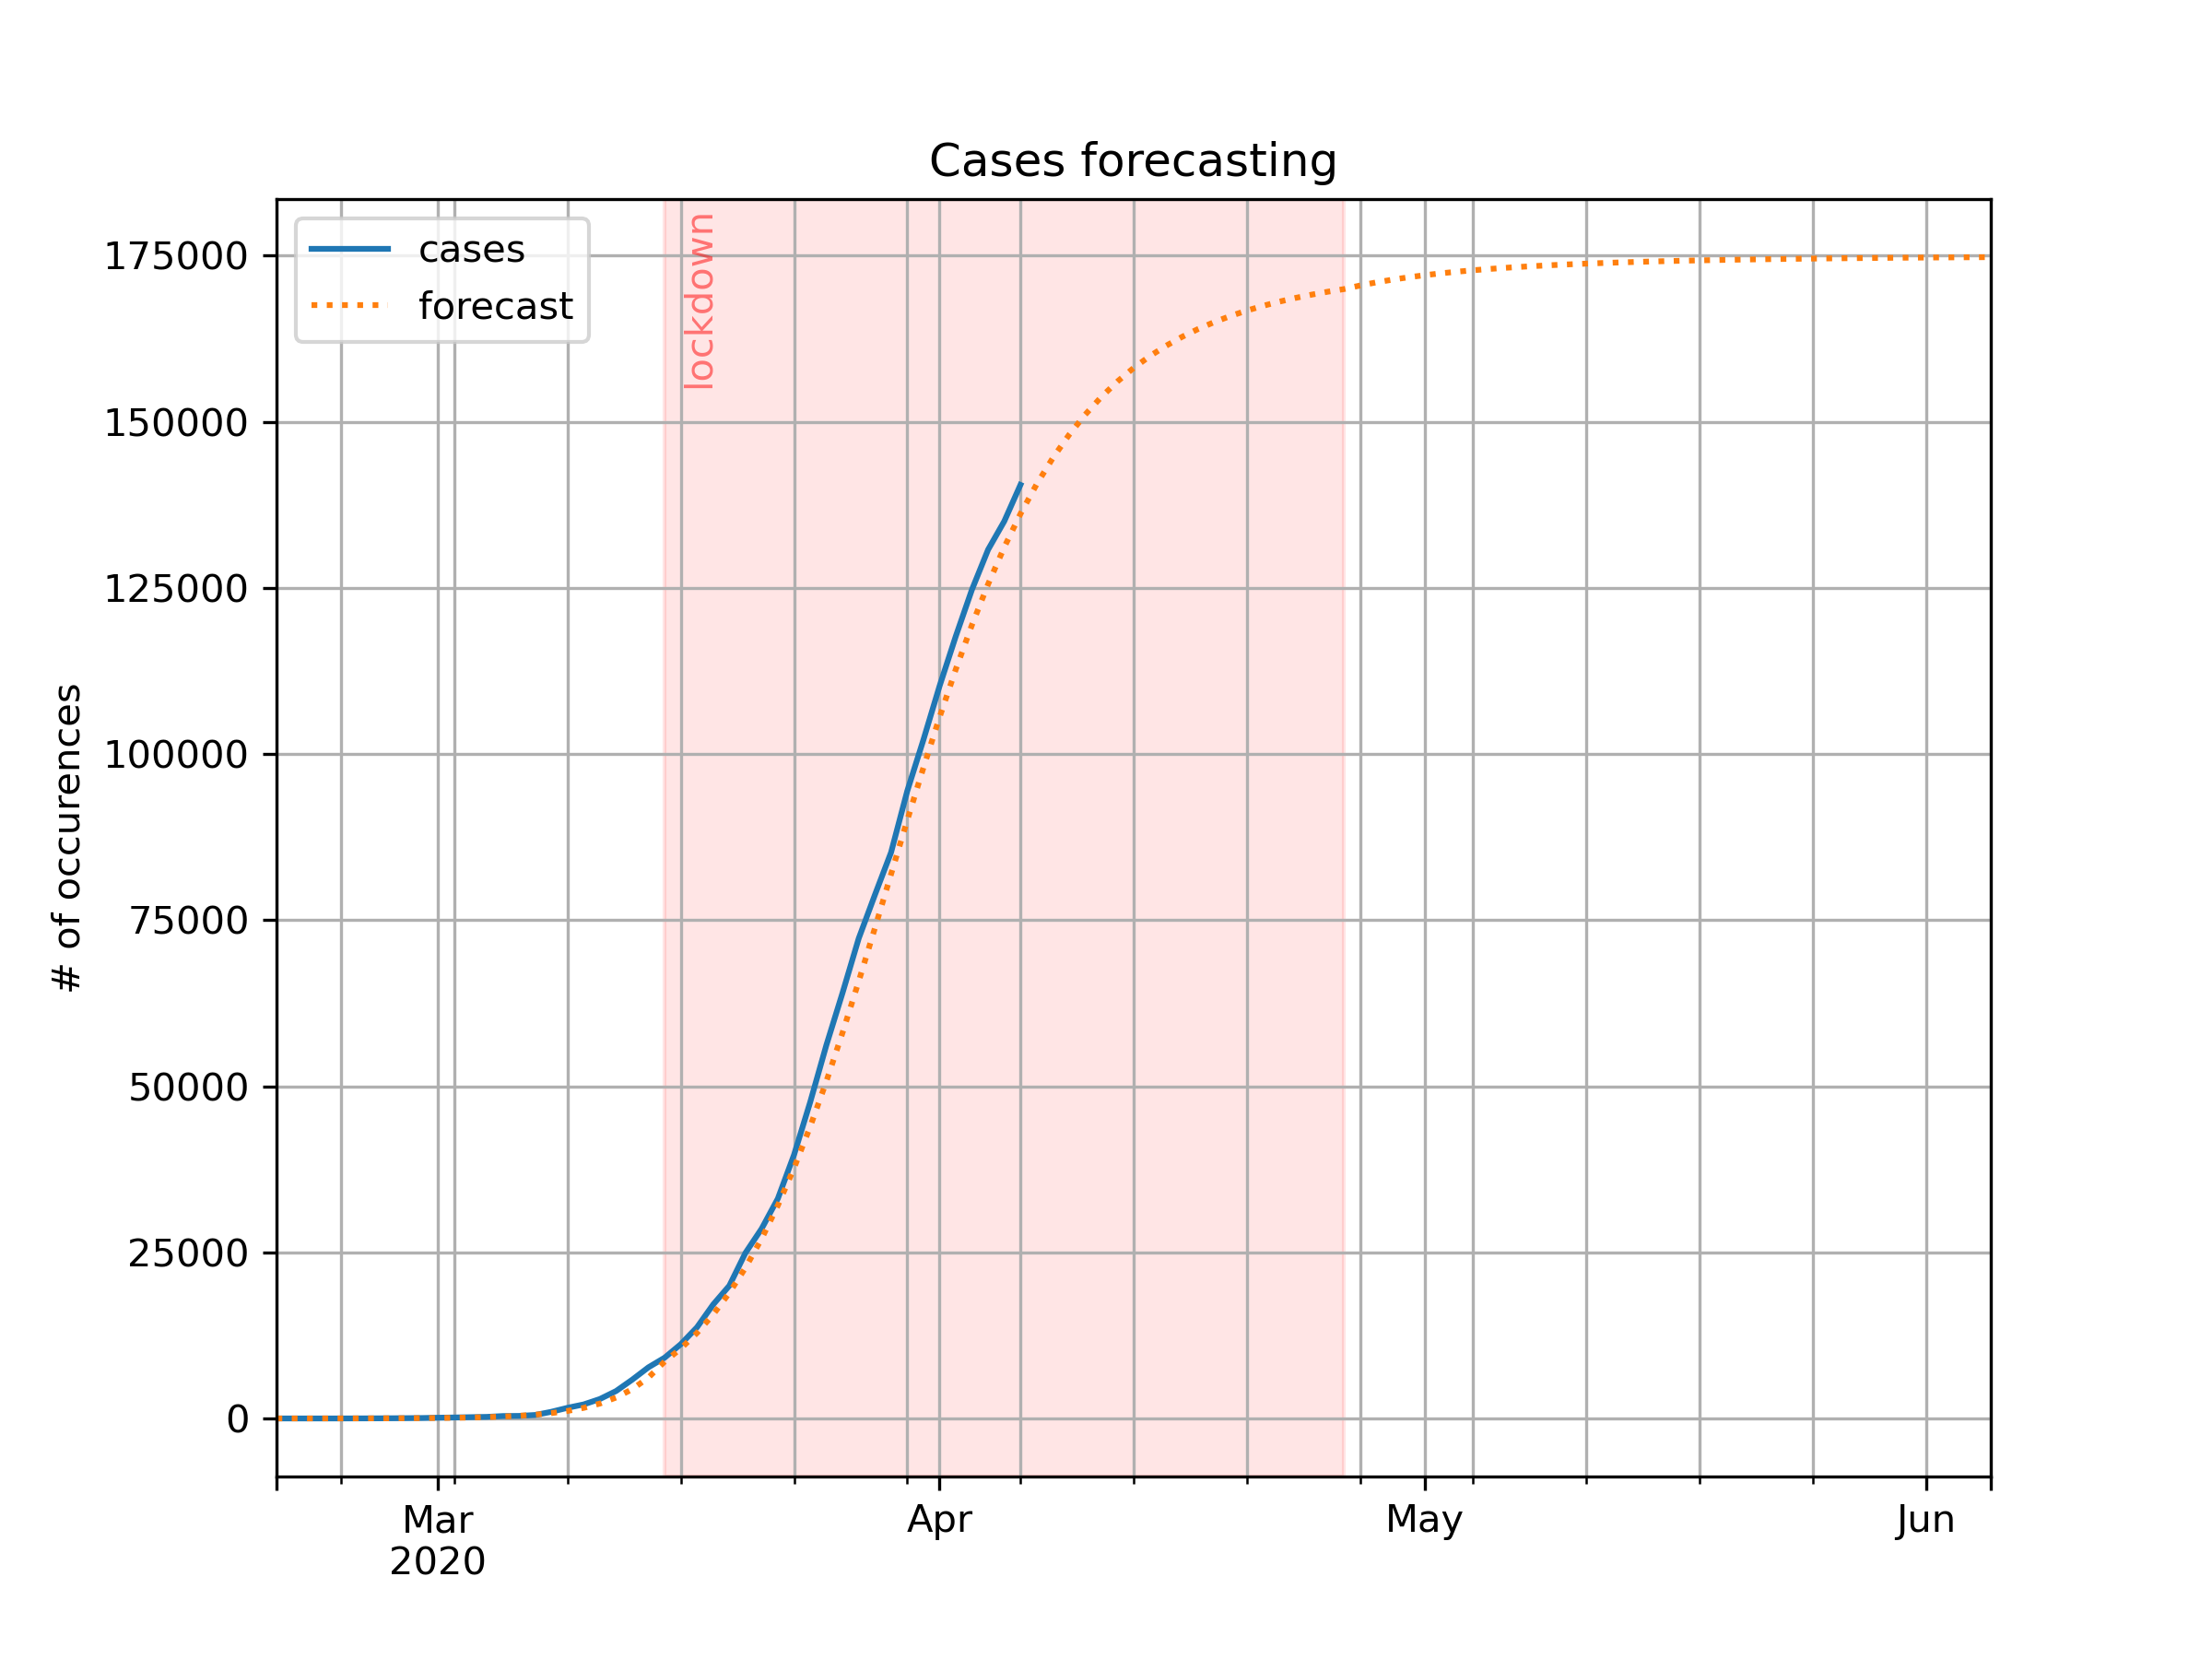 Cases forecasting
cases
forecast
lockdown
# of occurences
175000
150000
125000
100000
75000
50000
25000
0
Mar
2020
Apr
May
Jun